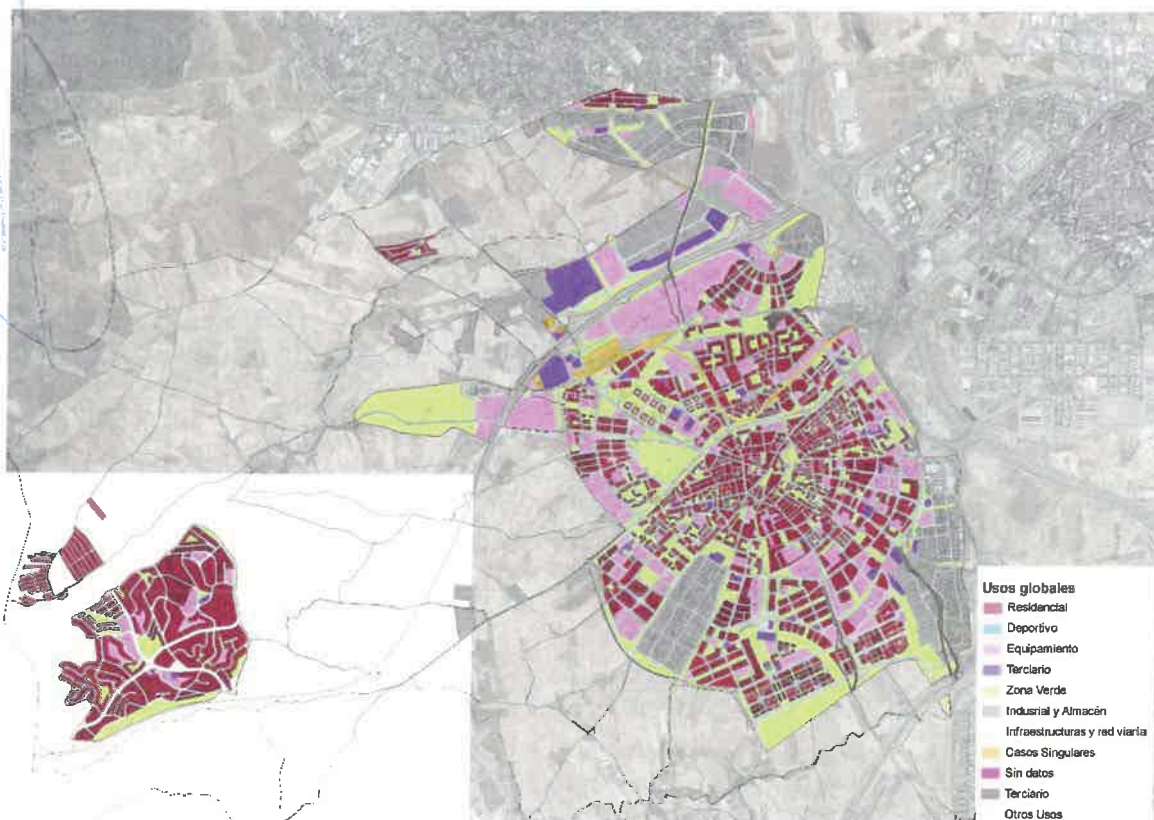 Usos globales
Residencial
Deportivo
Equipamiento
Terciario
Zona Verde
Indusrial y Almacén
Infraestructuras y red viaria
Casos Singulares
Sin datos
Terciario
Otros Usos